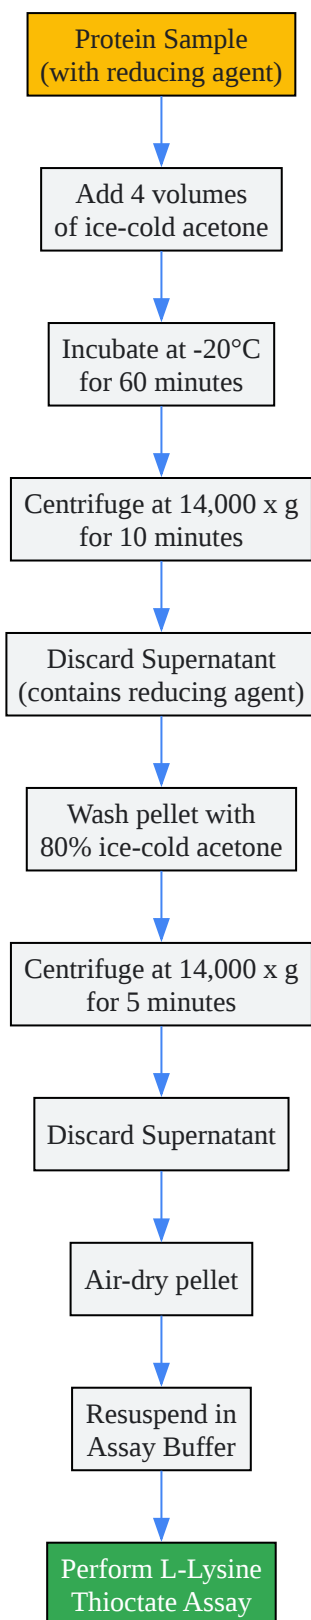 Protein Sample
(with reducing agent)
Add 4 volumes
of ice-cold acetone
Incubate at -20°C
for 60 minutes
Centrifuge at 14,000 x g
for 10 minutes
Discard Supernatant
(contains reducing agent)
Wash pellet with
80% ice-cold acetone
Centrifuge at 14,000 x g
for 5 minutes
Discard Supernatant
Air-dry pellet
Resuspend in
Assay Buffer
Perform L-Lysine
Thioctate Assay